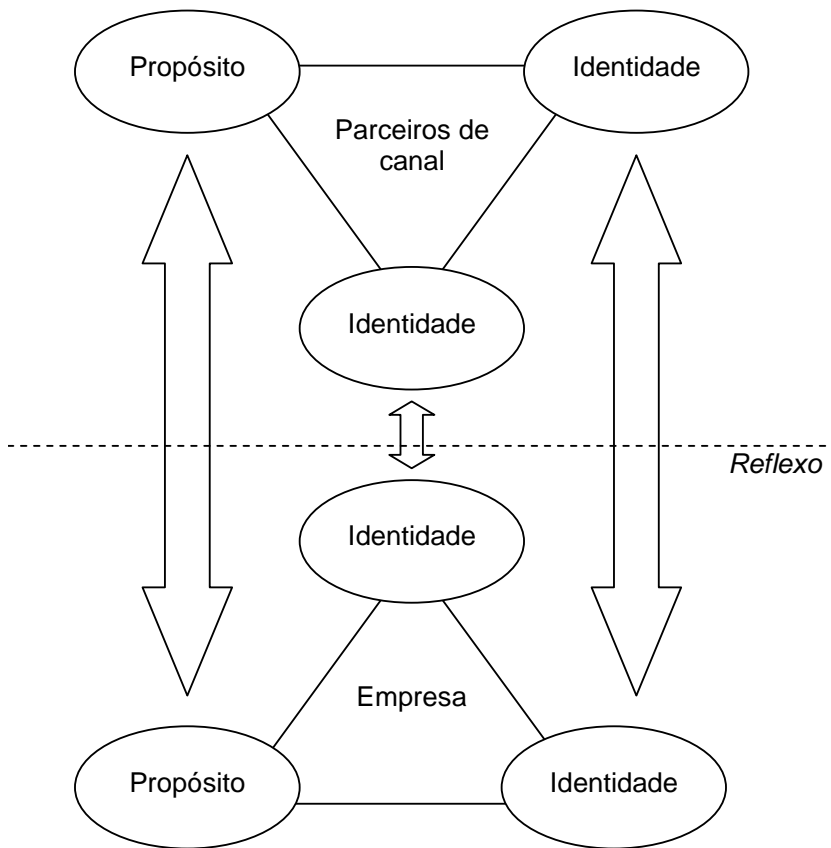 Propósito
Identidade
Parceiros de
canal
Identidade
Reflexo
Identidade
Empresa
Propósito
Identidade